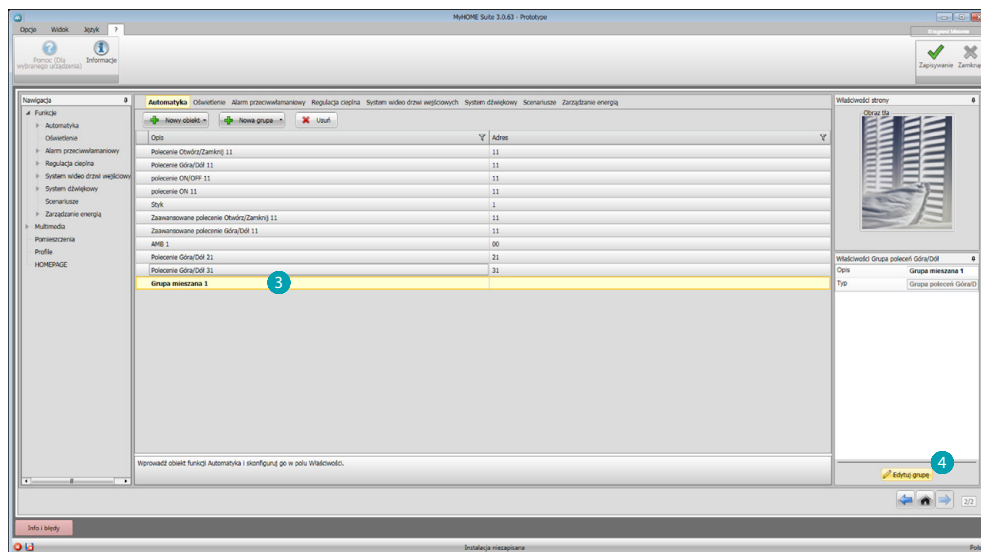 MyHOME Suite 3.0.63 - Prototype
Opcje Widok Język ?
Pomoc (Dla wybranego urządzenia)
Informacje
Zapisywanie
Nawigacja
Funkcje
Automatyka
Oświetlenie
Alarm przeciwwłamaniowy
Regulacja cieplna
System wideo drzwi wejściowy
System dźwiękowy
Scenariusze
Zarządzanie energią
Multimedia
Pomieszczenia
Profile
HOMEPAGE
Automatyka Oświetlenie Alarm przeciwwłamaniowy Regulacja cieplna System wideo drzwi wejściowych System dźwiękowy Scenariusze Zarządzanie energią
Nowy obiekt Nowa grupa Usuń
Opis Adres
Polecenie Otwórz/Zamknij 11 11
Polecenie Góra/Dół 11 11
polecenie ON/OFF 11 11
polecenie ON 11 11
Styk 1
Zaawansowane polecenie Otwórz/Zamknij 11 11
Zaawansowane polecenie Góra/Dół 11 11
AMB 1 00
Polecenie Góra/Dół 21 21
Polecenie Góra/Dół 31 31
Grupa mieszana 1
3
Wprowadź obiekt funkcji Automatyka i skonfiguruj go w polu Właściwości.
Właściwości strony
Obraz tła
Właściwości Grupa poleceń Góra/Dół
Opis Grupa mieszana 1
Typ Grupa poleceń Góra/D
4
Edytuj grupę
2/2
Info i błędy
Instalacja niezapisana